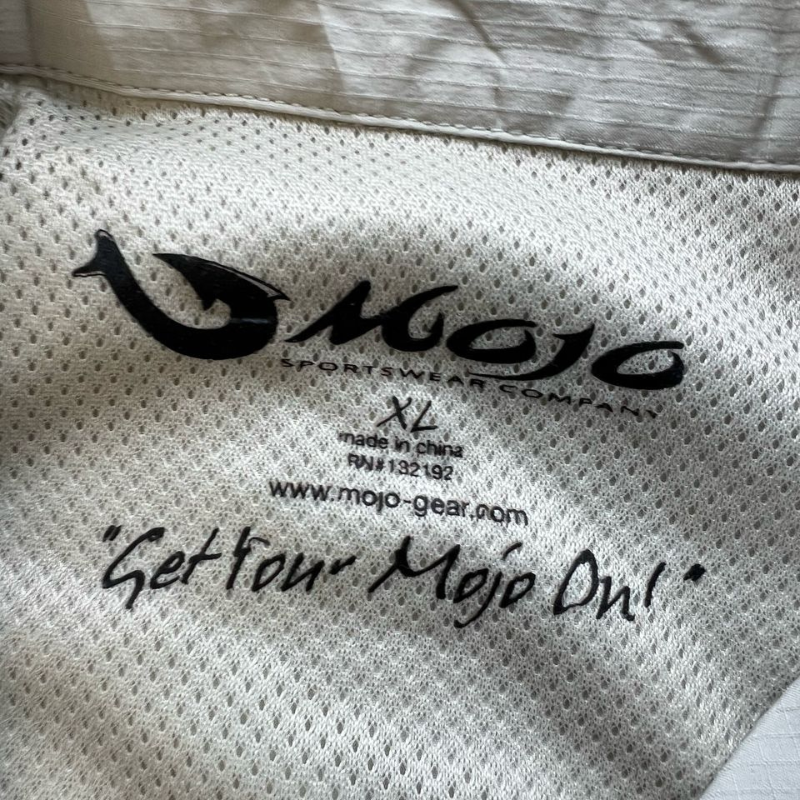 MOJO
SPORTSWEAR COMPANY
XL
made in china
RN#132192
www.mojo-gear.com
"Get Your Mojo On!"